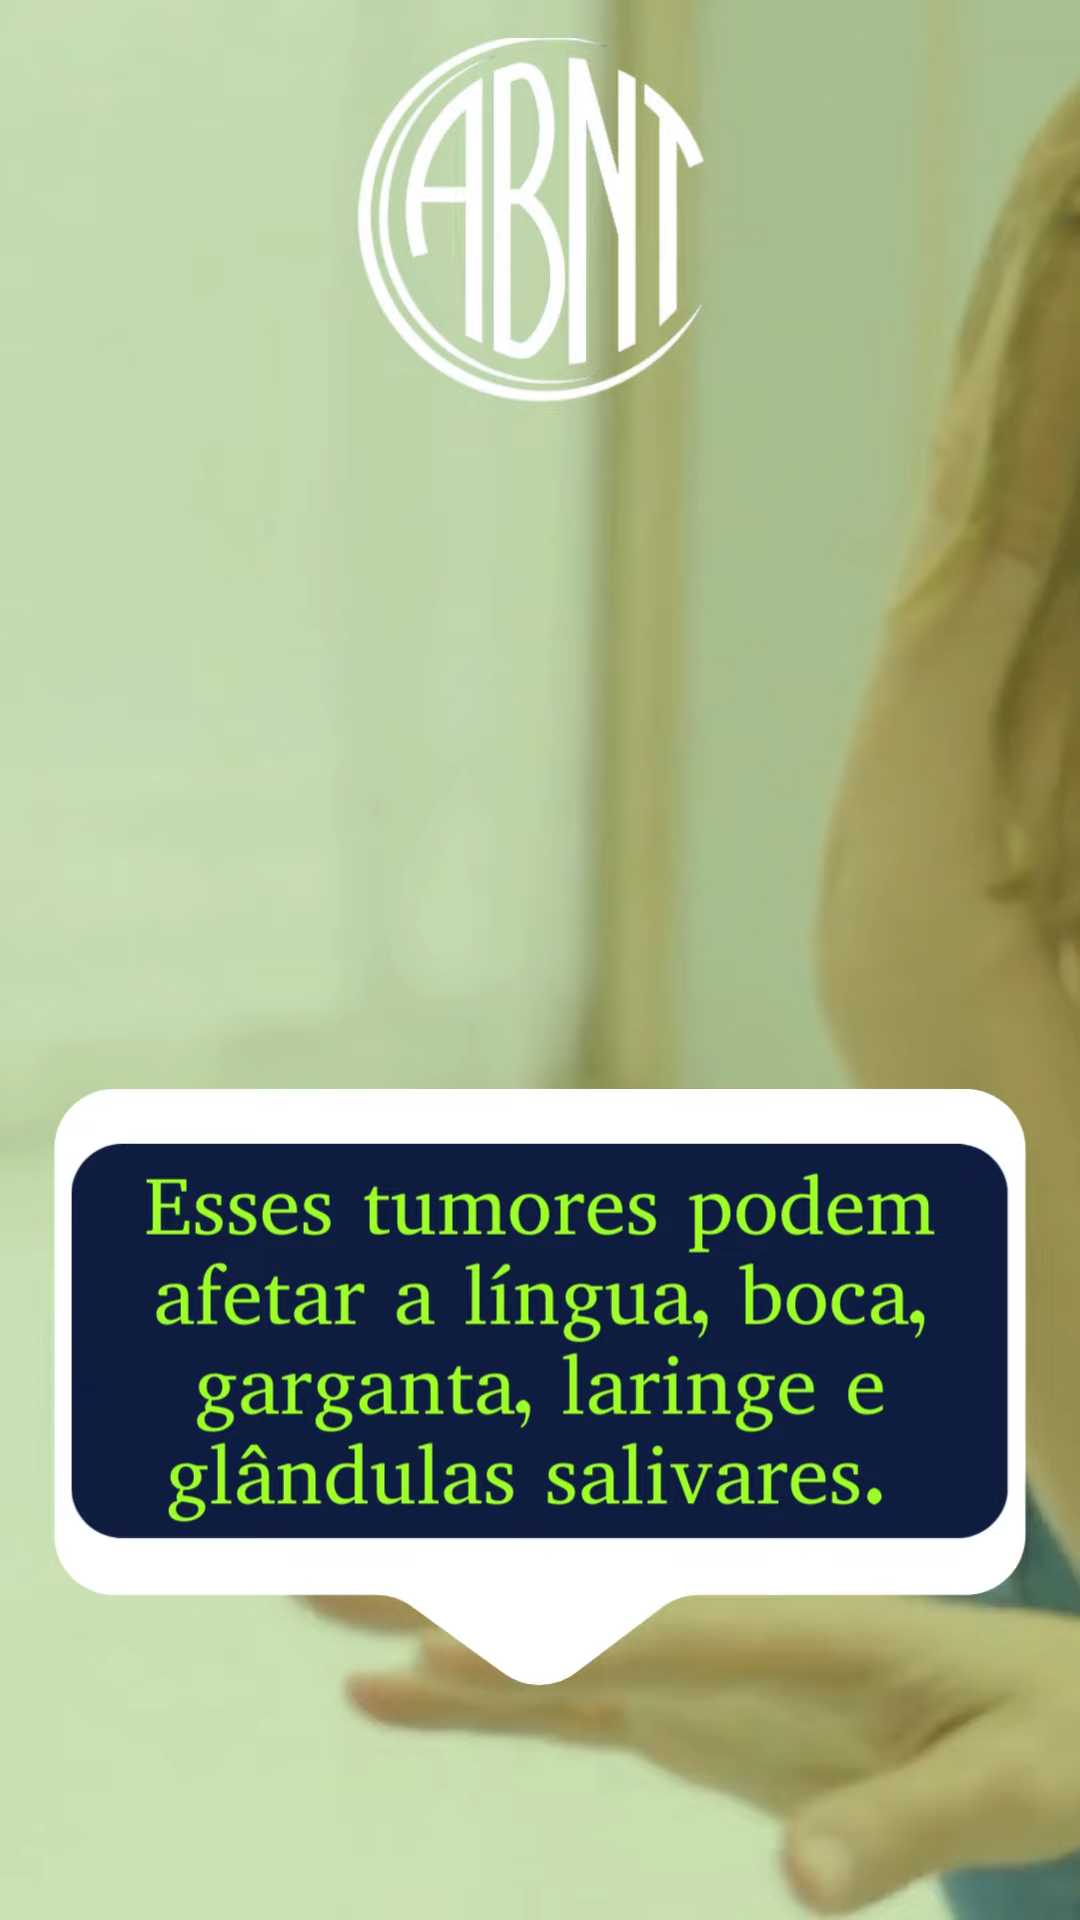 ABNT
Esses tumores podem
afetar a língua, boca,
garganta, laringe e
glândulas salivares.